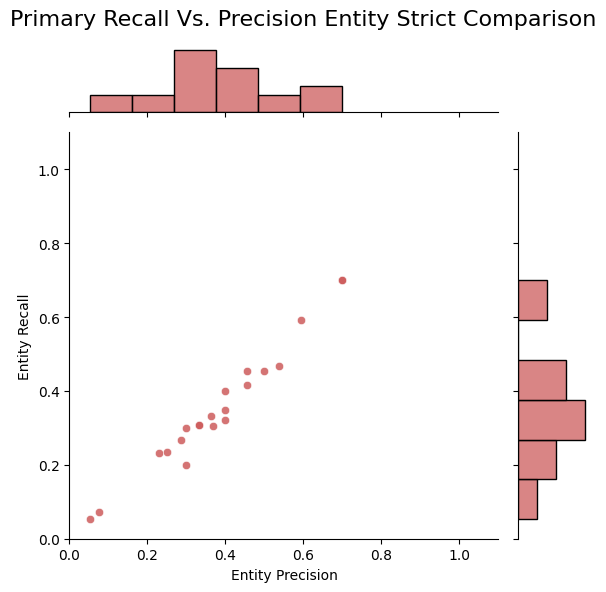 Primary Recall Vs. Precision Entity Strict Comparison
1.0
0.8
0.6
0.4
0.2
0.0
Entity Recall
0.0 0.2 0.4 0.6 0.8 1.0
Entity Precision